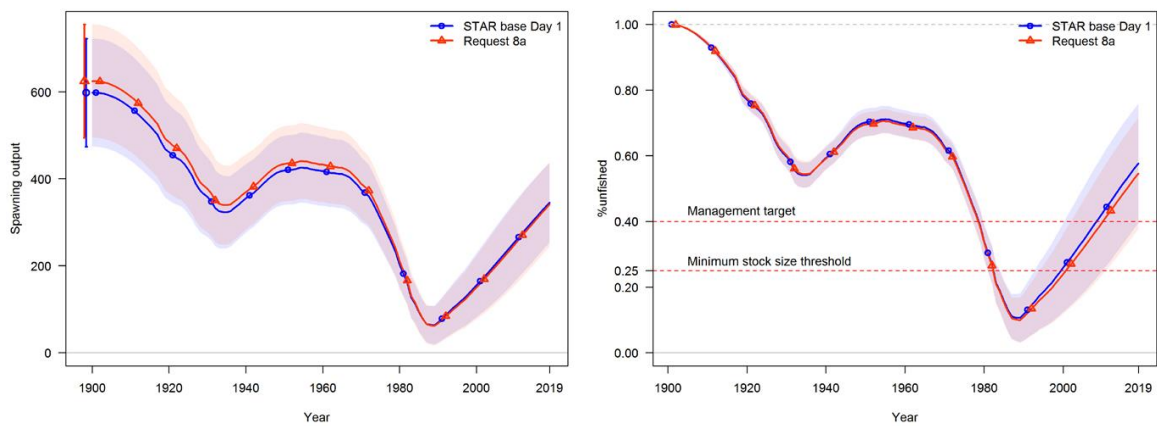 STAR base Day 1
Request 8a
Spawning output
600
400
200
0
1900 1920 1940 1960 1980 2000 2019
Year
STAR base Day 1
Request 8a
%unfished
1.00
0.80
0.60
Management target
0.40
Minimum stock size threshold
0.25
0.20
0.00
1900 1920 1940 1960 1980 2000 2019
Year